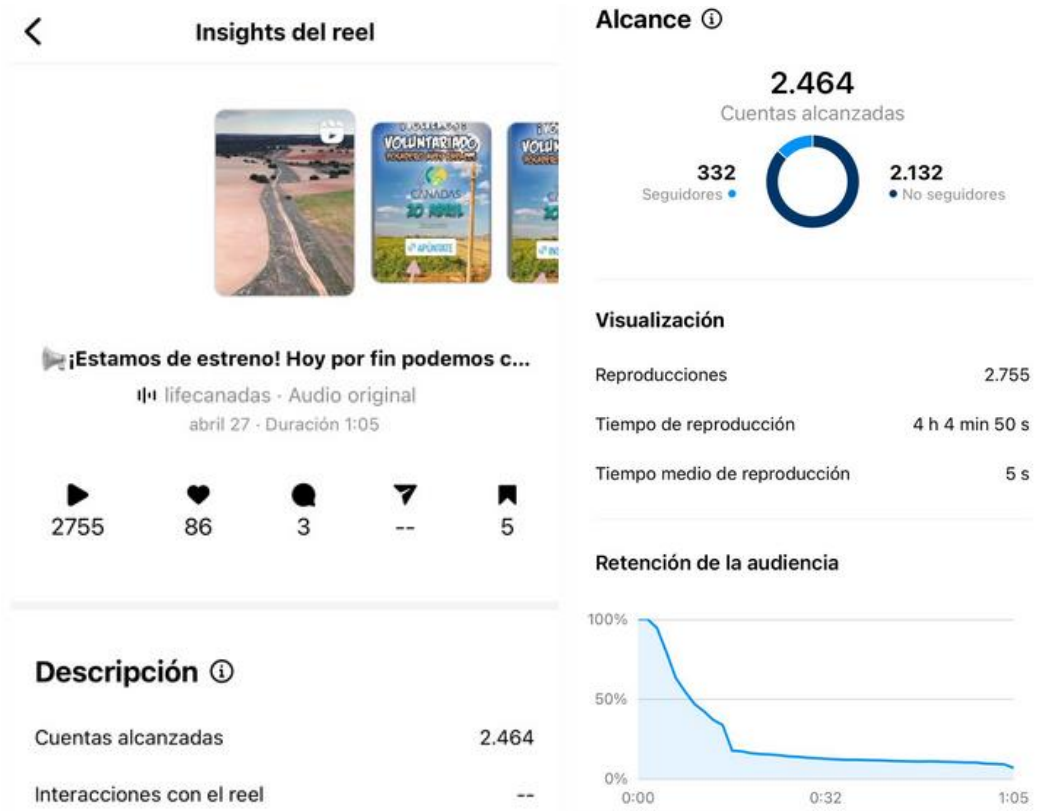 Insights del reel
VOLUNTARIADO
CAÑADAS
20 ABRIL
APÚNTATE
¡Estamos de estreno! Hoy por fin podemos c...
lifecanadas · Audio original
abril 27 · Duración 1:05
2755
86
3
--
5
Descripción
Cuentas alcanzadas
2.464
Interacciones con el reel
--
Alcance
2.464
Cuentas alcanzadas
332
Seguidores
2.132
No seguidores
Visualización
Reproducciones
2.755
Tiempo de reproducción
4 h 4 min 50 s
Tiempo medio de reproducción
5 s
Retención de la audiencia
100%
50%
0%
0:00
0:32
1:05